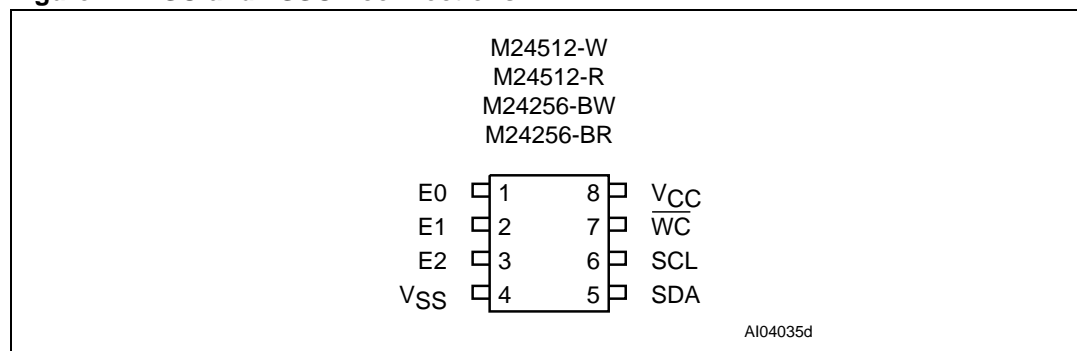 M24512-W
M24512-R
M24256-BW
M24256-BR
E0 1 8 VCC
E1 2 7 W̅C̅
E2 3 6 SCL
VSS 4 5 SDA
AI04035d